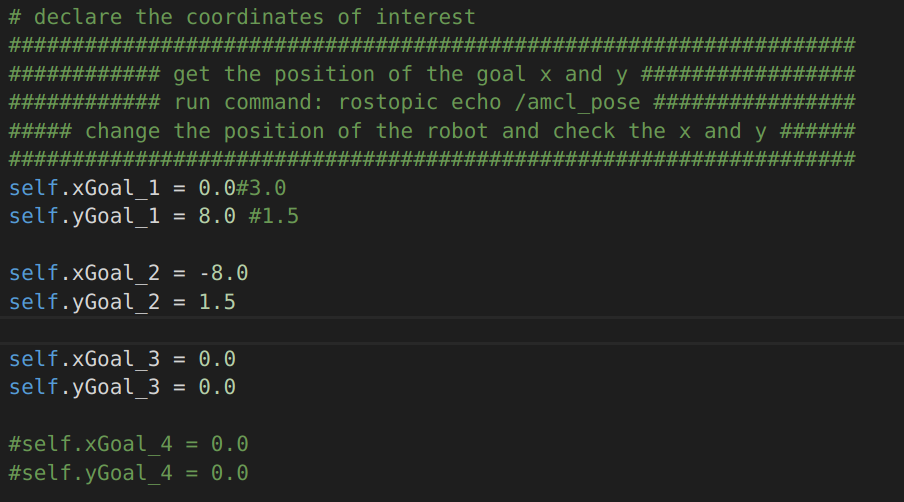 # declare the coordinates of interest
###################################################################
############ get the position of the goal x and y #################
############ run command: rostopic echo /amcl_pose ################
##### change the position of the robot and check the x and y ######
###################################################################
self.xGoal_1 = 0.0#3.0
self.yGoal_1 = 8.0 #1.5
self.xGoal_2 = -8.0
self.yGoal_2 = 1.5
self.xGoal_3 = 0.0
self.yGoal_3 = 0.0
#self.xGoal_4 = 0.0
#self.yGoal_4 = 0.0